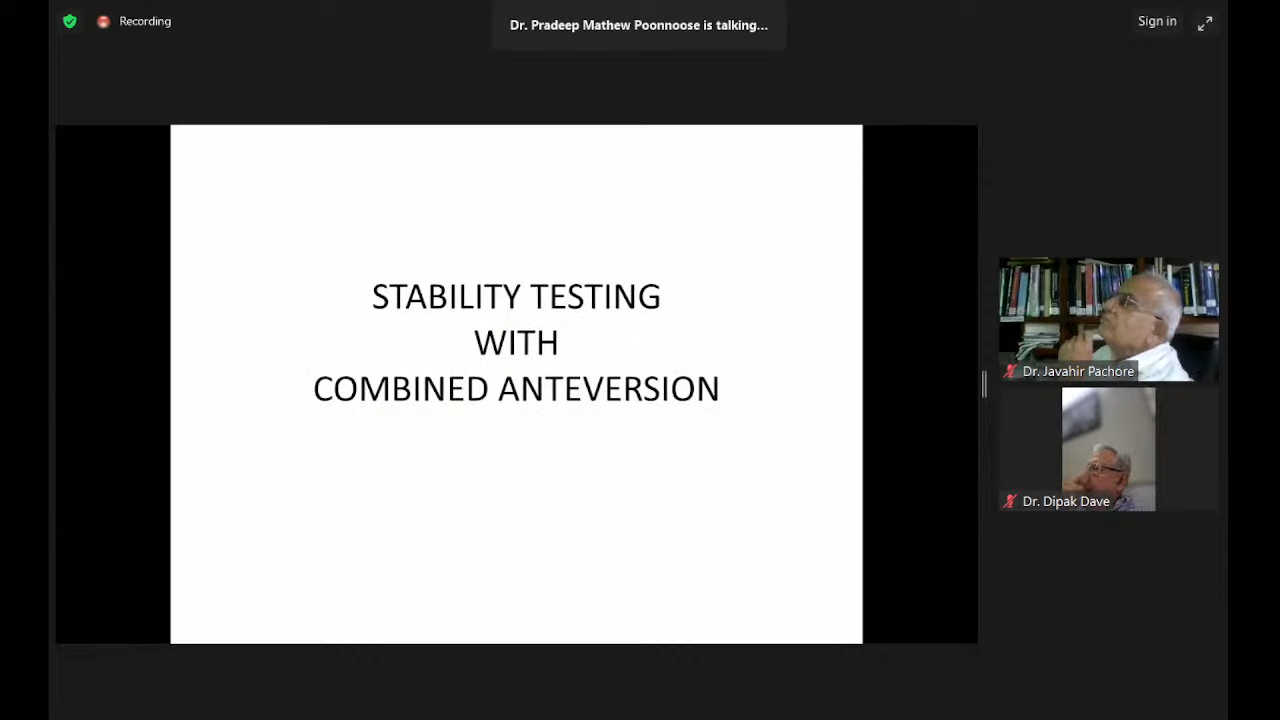 Recording
Dr. Pradeep Mathew Poonnoose is talking...
Sign in
STABILITY TESTING
WITH
COMBINED ANTEVERSION
Dr. Javahir Pachore
Dr. Dipak Dave